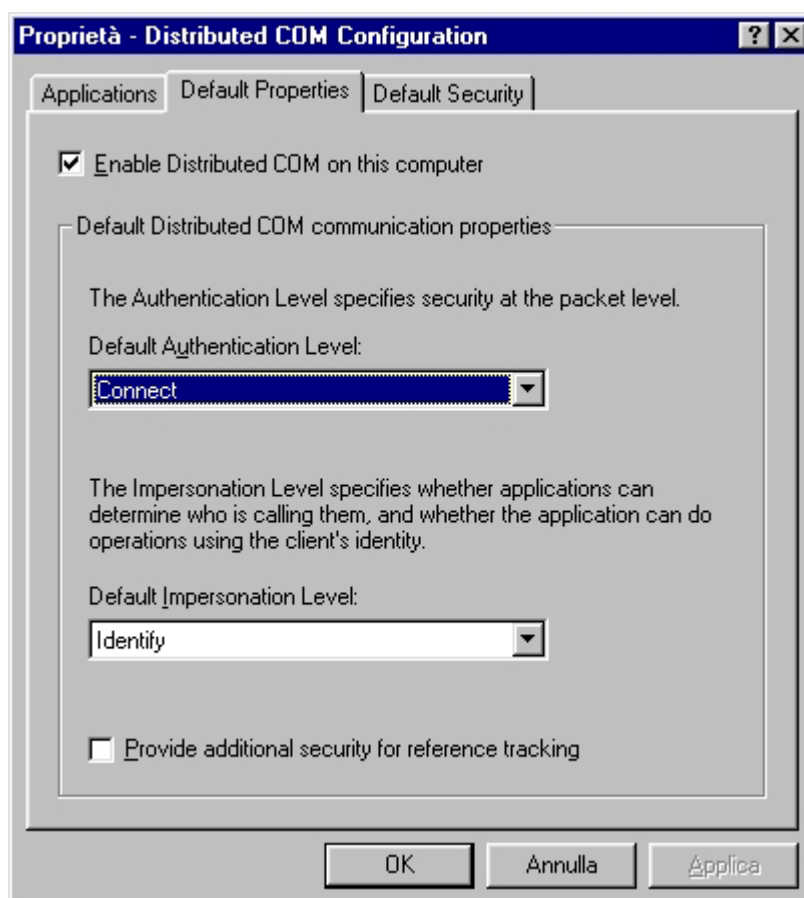 Proprietà - Distributed COM Configuration
Applications
Default Properties
Default Security
Enable Distributed COM on this computer
Default Distributed COM communication properties
The Authentication Level specifies security at the packet level.
Default Authentication Level:
Connect
The Impersonation Level specifies whether applications can
determine who is calling them, and whether the application can do
operations using the client's identity.
Default Impersonation Level:
Identify
Provide additional security for reference tracking
OK
Annulla
Applica